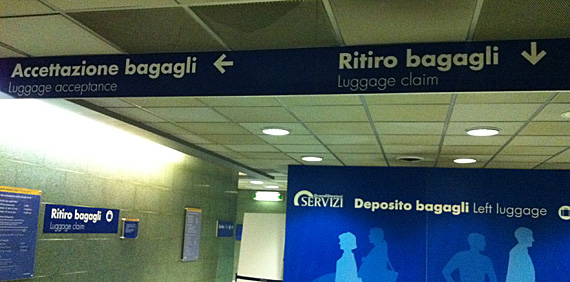 Accettazione bagagli ←
Luggage acceptance
Ritiro bagagli ↓
Luggage claim
Ritiro bagagli
Luggage claim
SERVIZI
Deposito bagagli Left luggage